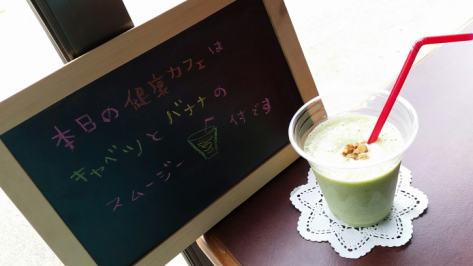 本日の健康カフェは
キャベツとバナナの
スムージー付です